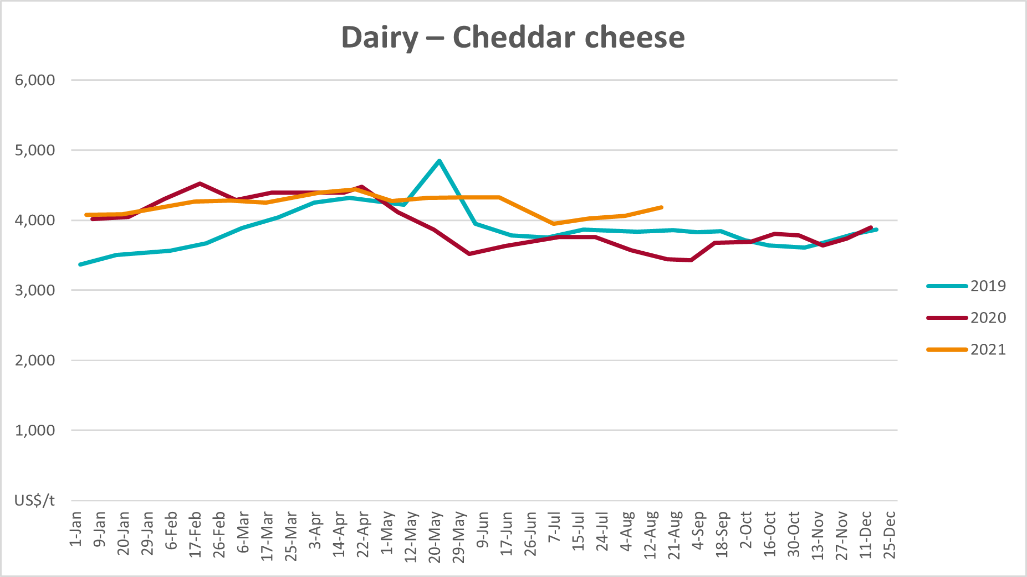 Dairy – Cheddar cheese
6,000
5,000
4,000
3,000
2,000
1,000
US$/t
1-Jan
9-Jan
20-Jan
29-Jan
6-Feb
17-Feb
26-Feb
6-Mar
17-Mar
25-Mar
3-Apr
14-Apr
22-Apr
1-May
11-May
20-May
29-May
9-Jun
17-Jun
26-Jun
7-Jul
15-Jul
24-Jul
4-Aug
12-Aug
21-Aug
4-Sep
18-Sep
2-Oct
16-Oct
30-Oct
13-Nov
27-Nov
11-Dec
25-Dec
2019
2020
2021